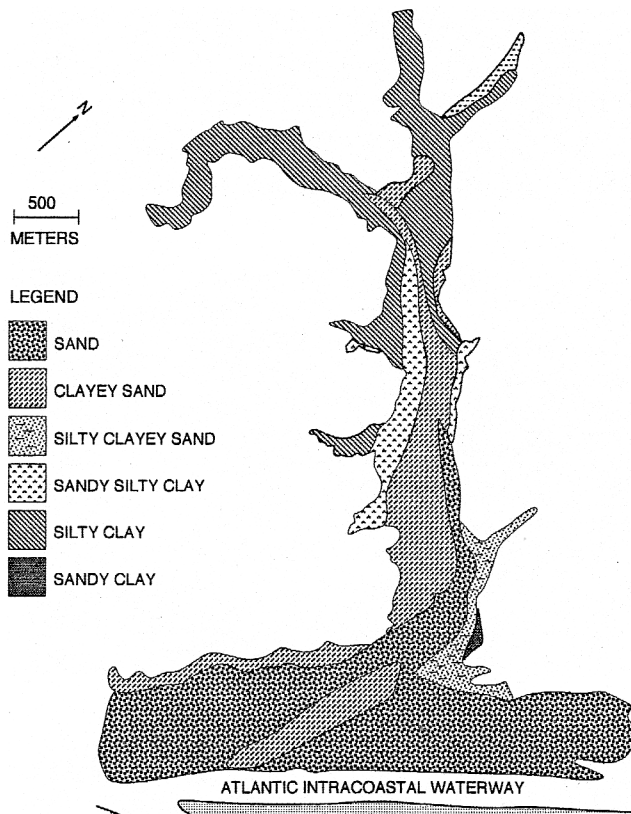 N
500
METERS
LEGEND
SAND
CLAYEY SAND
SILTY CLAYEY SAND
SANDY SILTY CLAY
SILTY CLAY
SANDY CLAY
ATLANTIC INTRACOASTAL WATERWAY